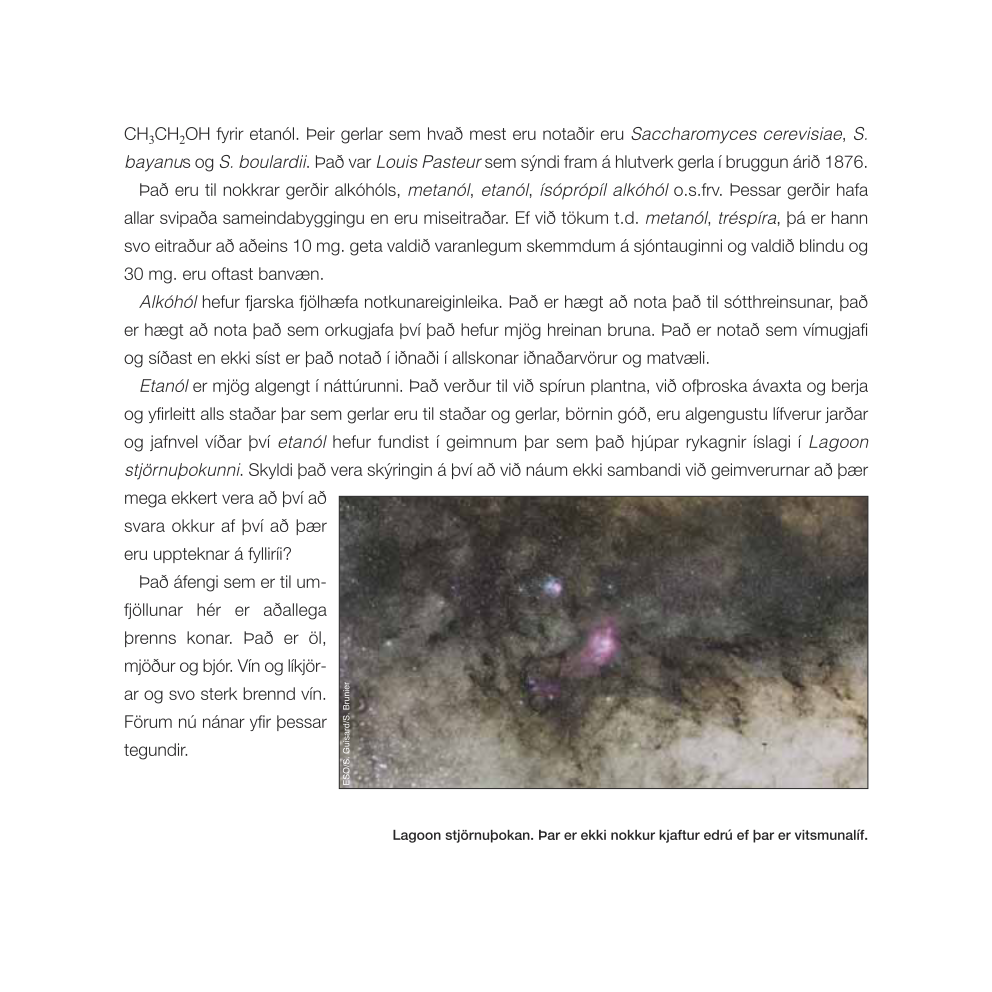 CH₃CH₂OH fyrir etanól. Þeir gerlar sem hvað mest eru notaðir eru Saccharomyces cerevisiae, S.
bayanus og S. boulardii. Það var Louis Pasteur sem sýndi fram á hlutverk gerla í bruggun árið 1876.
Það eru til nokkrar gerðir alkóhóls, metanól, etanól, ísóprópíl alkóhól o.s.frv. Þessar gerðir hafa
allar svipaða sameindabyggingu en eru miseitraðar. Ef við tökum t.d. metanól, tréspíra, þá er hann
svo eitraður að aðeins 10 mg. geta valdið varanlegum skemmdum á sjóntauginni og valdið blindu og
30 mg. eru oftast banvæn.
Alkóhól hefur fjarska fjölhæfa notkunareiginleika. Það er hægt að nota það til sótthreinsunar, það
er hægt að nota það sem orkugjafa því það hefur mjög hreinan bruna. Það er notað sem vímugjafi
og síðast en ekki síst er það notað í iðnaði í allskonar iðnaðarvörur og matvæli.
Etanól er mjög algengt í náttúrunni. Það verður til við spírun plantna, við ofþroska ávaxta og berja
og yfirleitt alls staðar þar sem gerlar eru til staðar og gerlar, börnin góð, eru algengustu lífverur jarðar
og jafnvel víðar því etanól hefur fundist í geimnum þar sem það hjúpar rykagnir íslagi í Lagoon
stjörnuþokunni. Skyldi það vera skýringin á því að við náum ekki sambandi við geimverurnar að þær
mega ekkert vera að því að
svara okkur af því að þær
eru uppteknar á fylliríi?
Það áfengi sem er til um-
fjöllunar hér er aðallega
þrenns konar. Það er öl,
mjöður og bjór. Vín og líkjör-
ar og svo sterk brennd vín.
Förum nú nánar yfir þessar
tegundir.
ESO/S. Guisard/S. Brunier
Lagoon stjörnuþokan. Þar er ekki nokkur kjaftur edrú ef þar er vitsmunalíf.